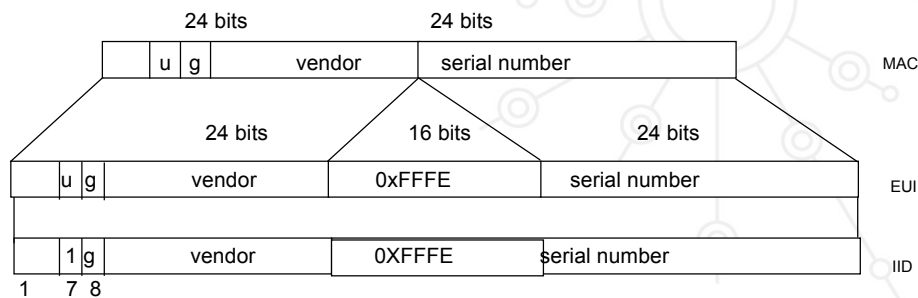 24 bits 24 bits
u g vendor serial number MAC
24 bits 16 bits 24 bits
u g vendor 0xFFFE serial number EUI
1 g vendor 0XFFFE serial number IID
1 7 8